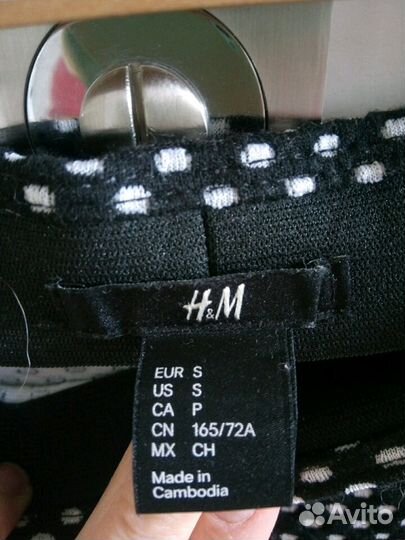 H&M
EUR S
US S
CA P
CN 165/72A
MX CH
Made in
Cambodia
Avito